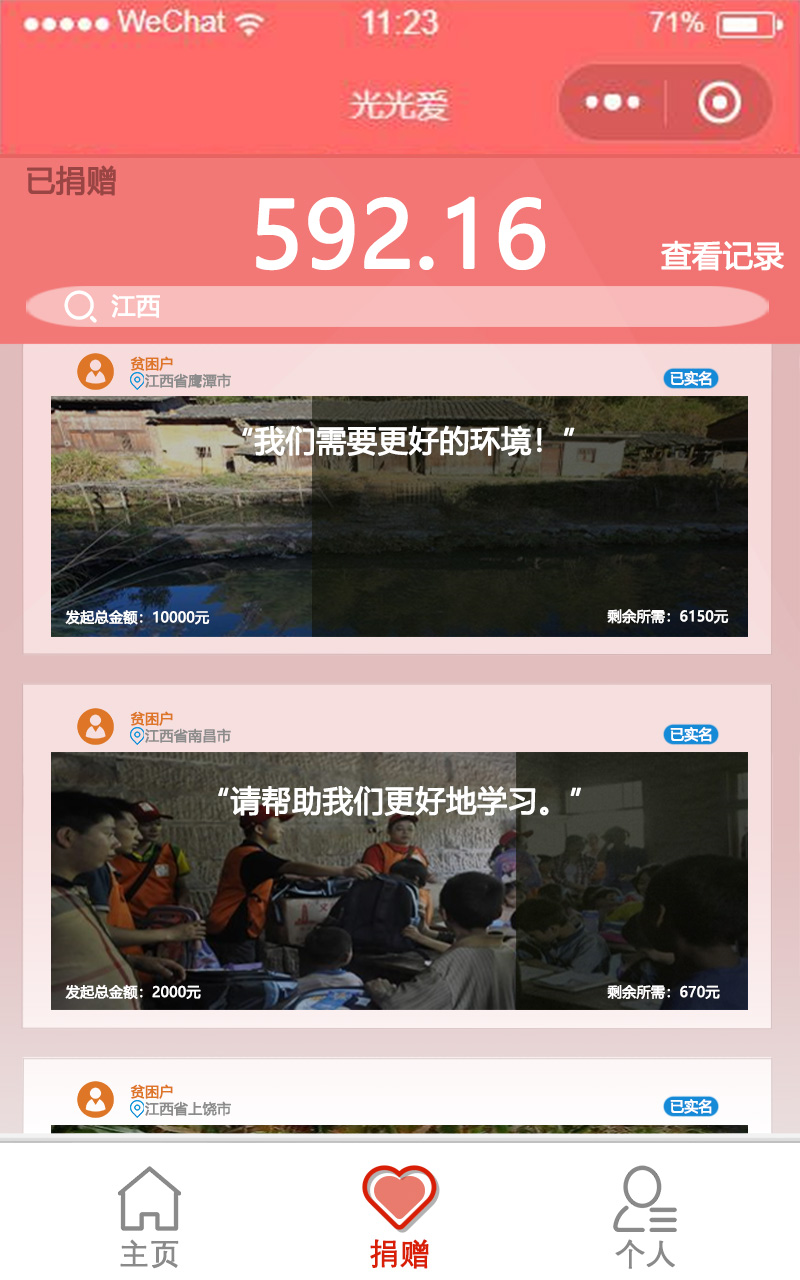 WeChat 11:23 71%
光光爱
已捐赠
592.16
查看记录
江西
贫困户
江西省鹰潭市
已实名
“我们需要更好的环境！”
发起总金额：10000元
剩余所需：6150元
贫困户
江西省南昌市
已实名
“请帮助我们更好地学习。”
发起总金额：2000元
剩余所需：670元
贫困户
江西省上饶市
已实名
主页
捐赠
个人